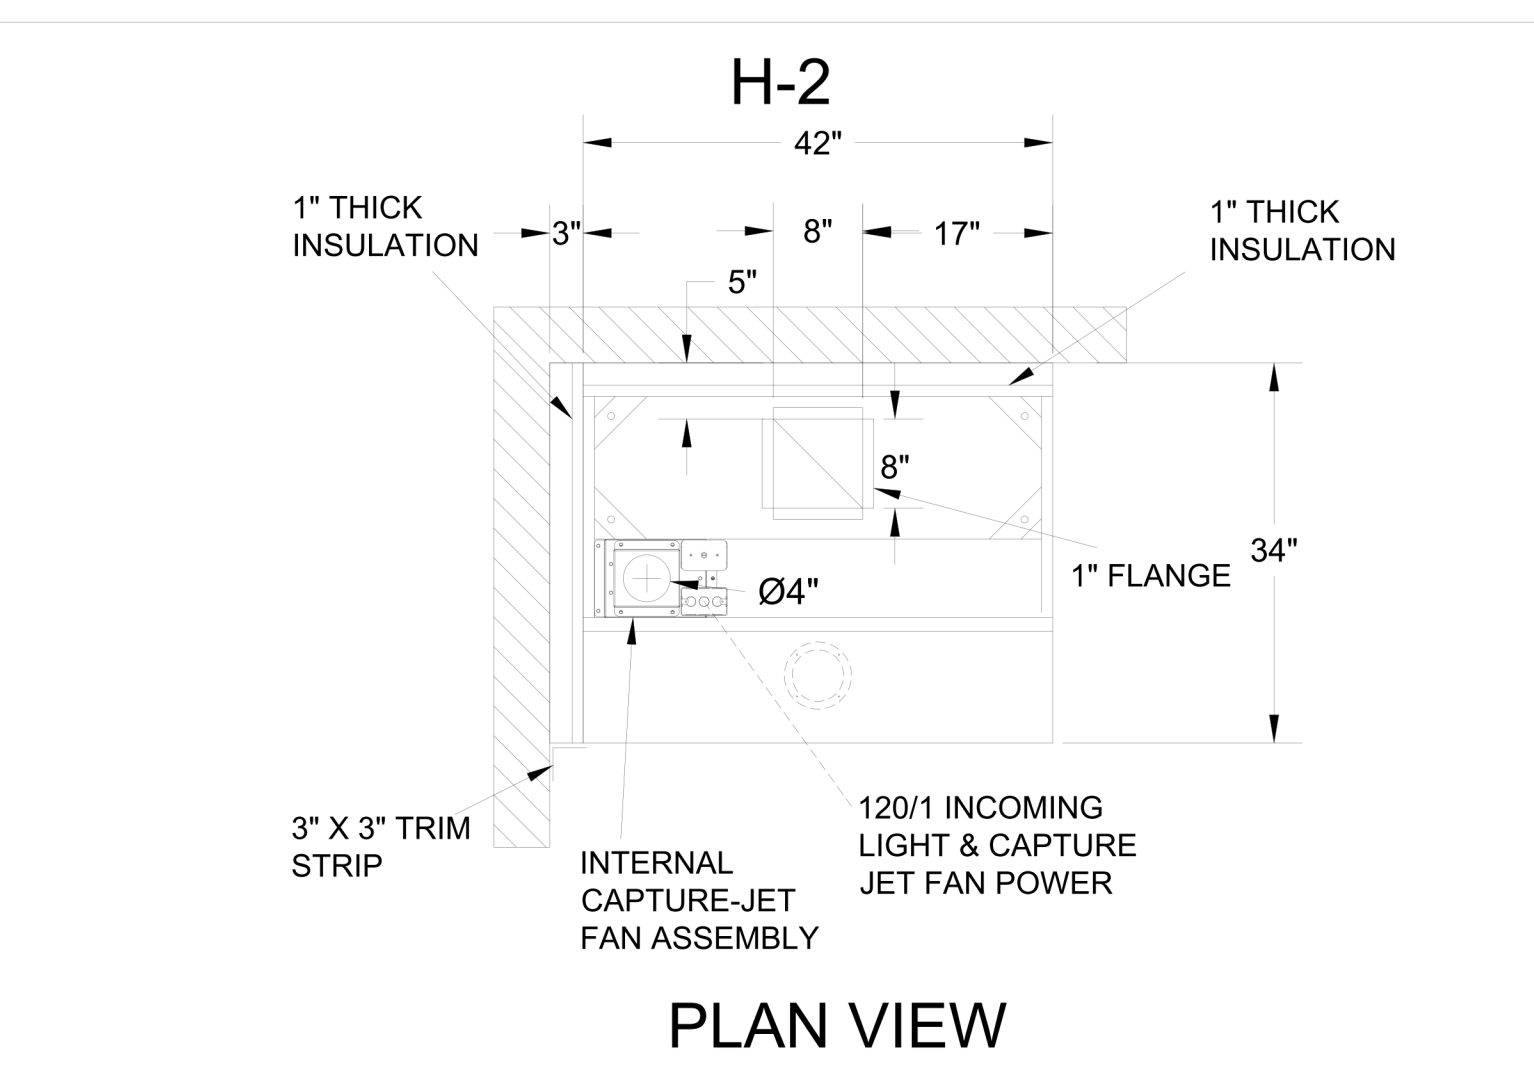 H-2
42"
1" THICK
INSULATION
3"
8"
17"
1" THICK
INSULATION
5"
8"
34"
1" FLANGE
Ø4"
3" X 3" TRIM
STRIP
INTERNAL
CAPTURE-JET
FAN ASSEMBLY
120/1 INCOMING
LIGHT & CAPTURE
JET FAN POWER
PLAN VIEW